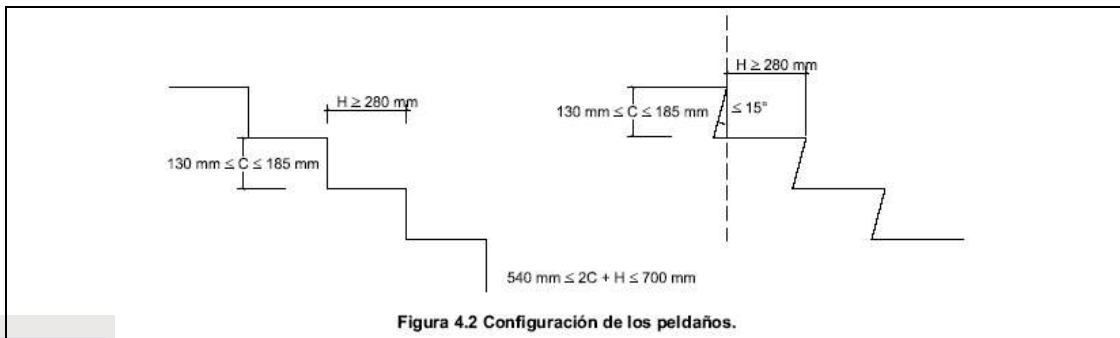 H ≥ 280 mm
130 mm ≤ C ≤ 185 mm
H ≥ 280 mm
130 mm ≤ C ≤ 185 mm
≤ 15°
540 mm ≤ 2C + H ≤ 700 mm
Figura 4.2 Configuración de los peldaños.